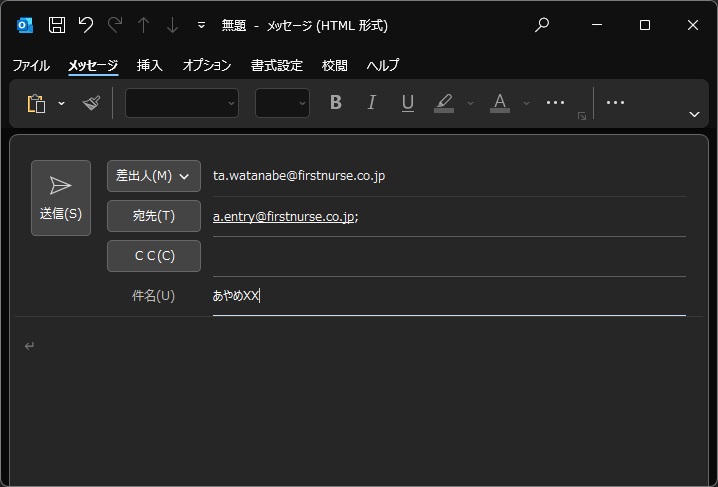 無題 - メッセージ (HTML 形式)
ファイル メッセージ 挿入 オプション 書式設定 校閲 ヘルプ
B I U A
差出人(M) ta.watanabe@firstnurse.co.jp
送信(S)
宛先(T) a.entry@firstnurse.co.jp;
ＣＣ(C)
件名(U) あやめXX